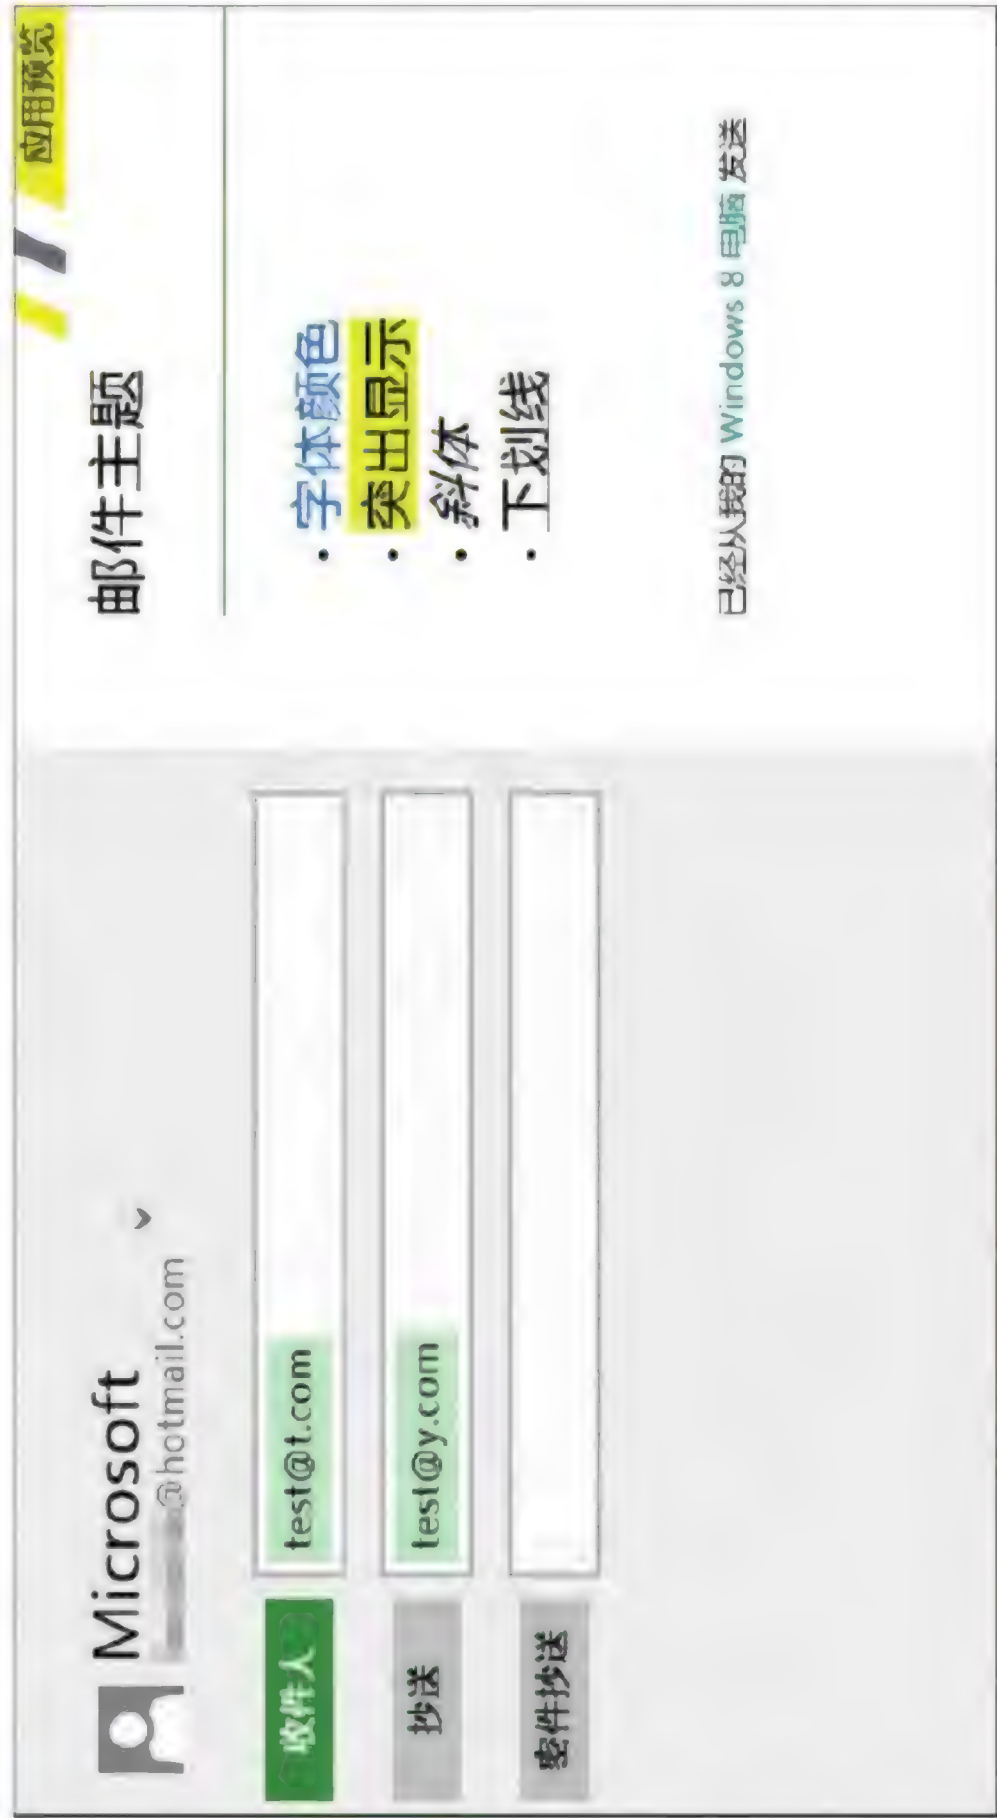 Microsoft
@hotmail.com
收件人
test@t.com
抄送
test@y.com
密件抄送
应用预览
邮件主题
• 字体颜色
• 突出显示
• 斜体
• 下划线
已经从我的 Windows 8 电脑 发送